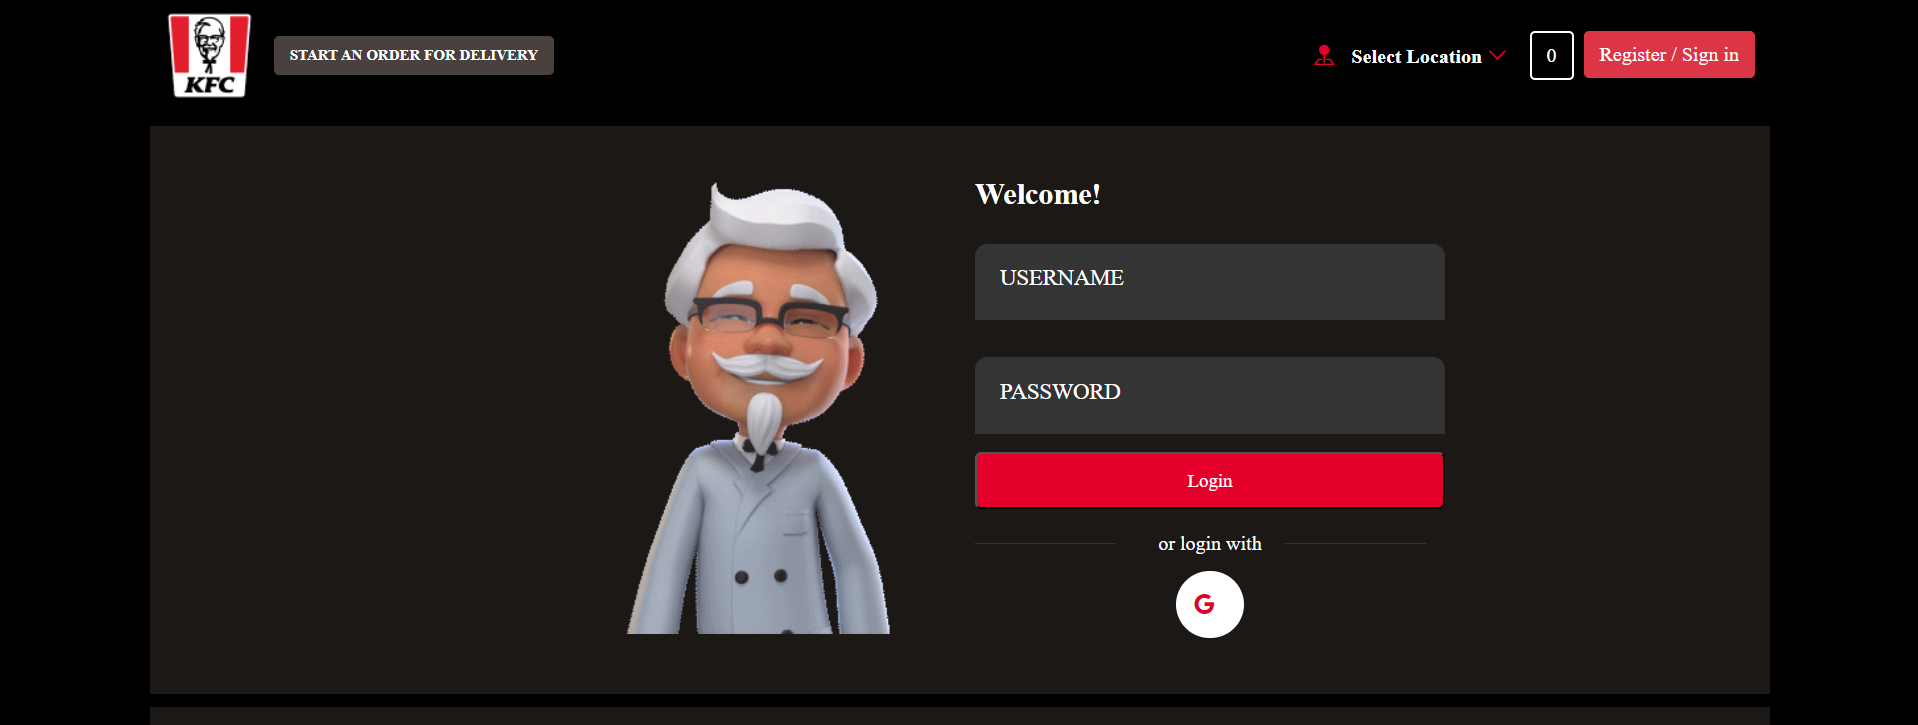 KFC
START AN ORDER FOR DELIVERY
Select Location
0
Register / Sign in
Welcome!
USERNAME
PASSWORD
Login
or login with
G